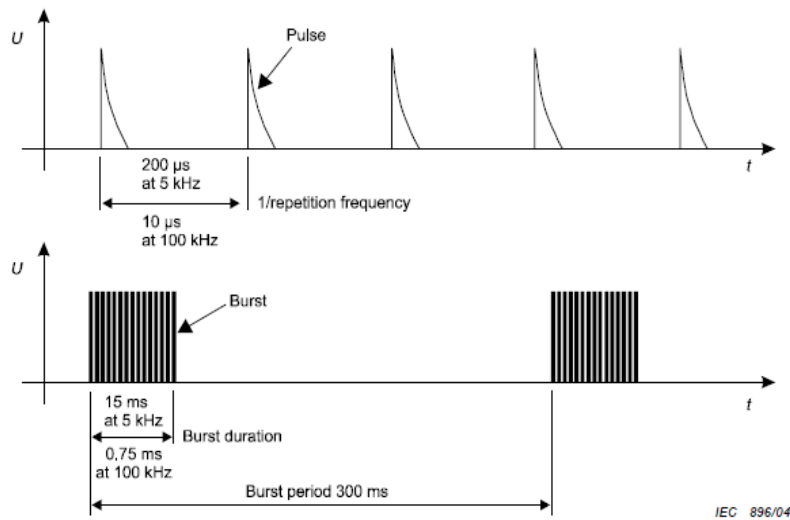 U
Pulse
t
200 µs
at 5 kHz
1/repetition frequency
10 µs
at 100 kHz
U
Burst
t
15 ms
at 5 kHz
Burst duration
0,75 ms
at 100 kHz
Burst period 300 ms
IEC 896/04